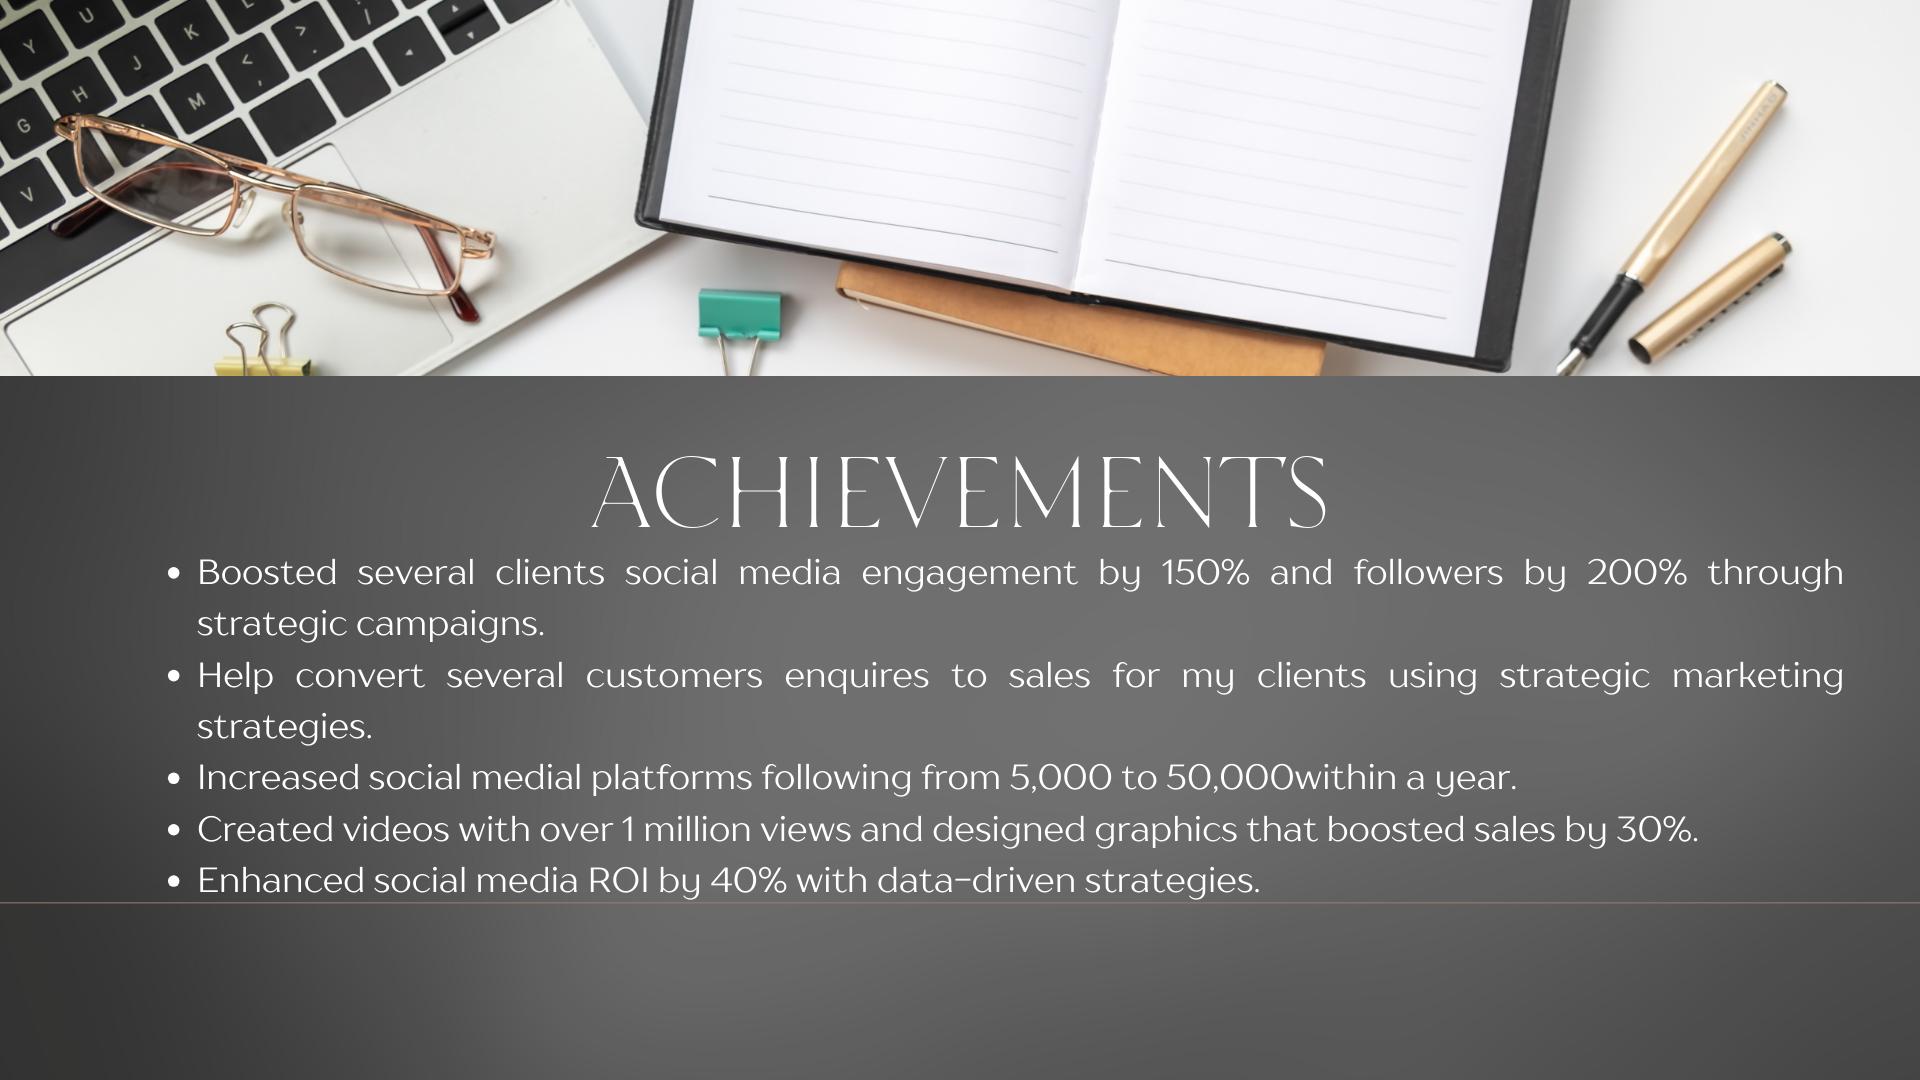 Y
U
K
L
G
H
J
M
V
ACHIEVEMENTS
• Boosted several clients social media engagement by 150% and followers by 200% through
strategic campaigns.
• Help convert several customers enquires to sales for my clients using strategic marketing
strategies.
• Increased social medial platforms following from 5,000 to 50,000within a year.
• Created videos with over 1 million views and designed graphics that boosted sales by 30%.
• Enhanced social media ROI by 40% with data-driven strategies.